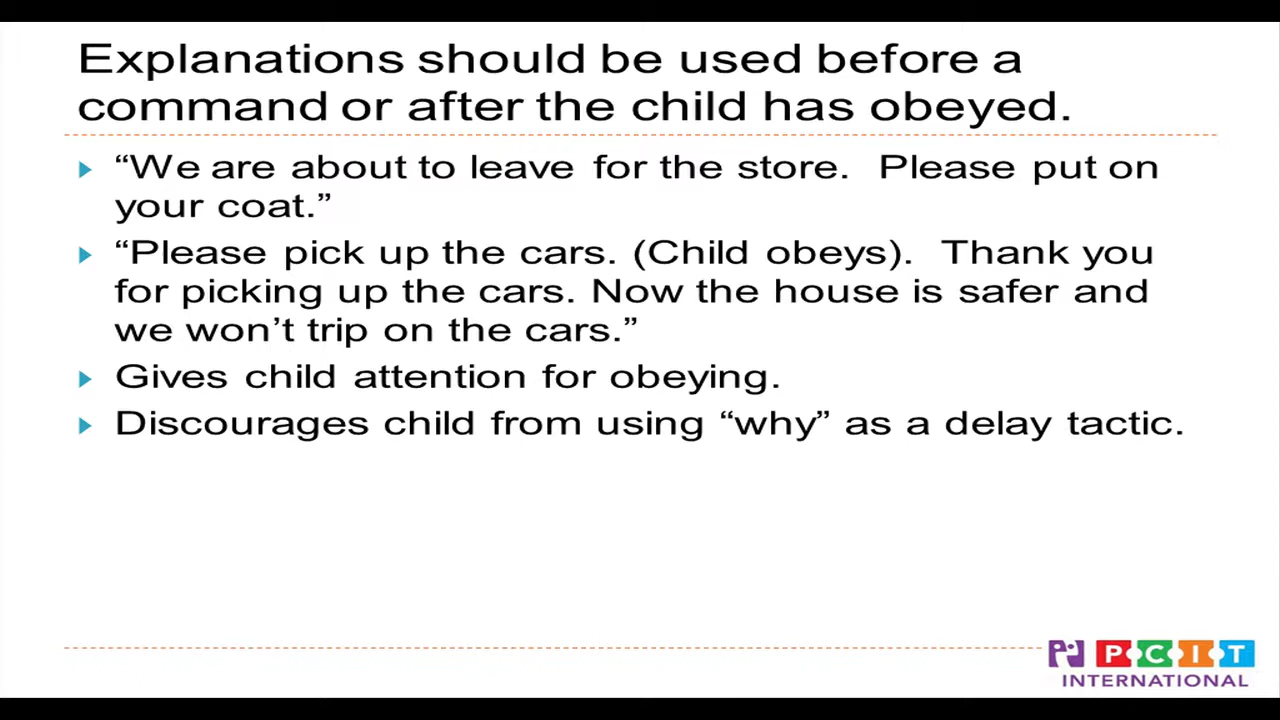 Explanations should be used before a
command or after the child has obeyed.
“We are about to leave for the store.  Please put on
your coat.”
“Please pick up the cars. (Child obeys).  Thank you
for picking up the cars. Now the house is safer and
we won’t trip on the cars.”
Gives child attention for obeying.
Discourages child from using “why” as a delay tactic.
PCIT
INTERNATIONAL